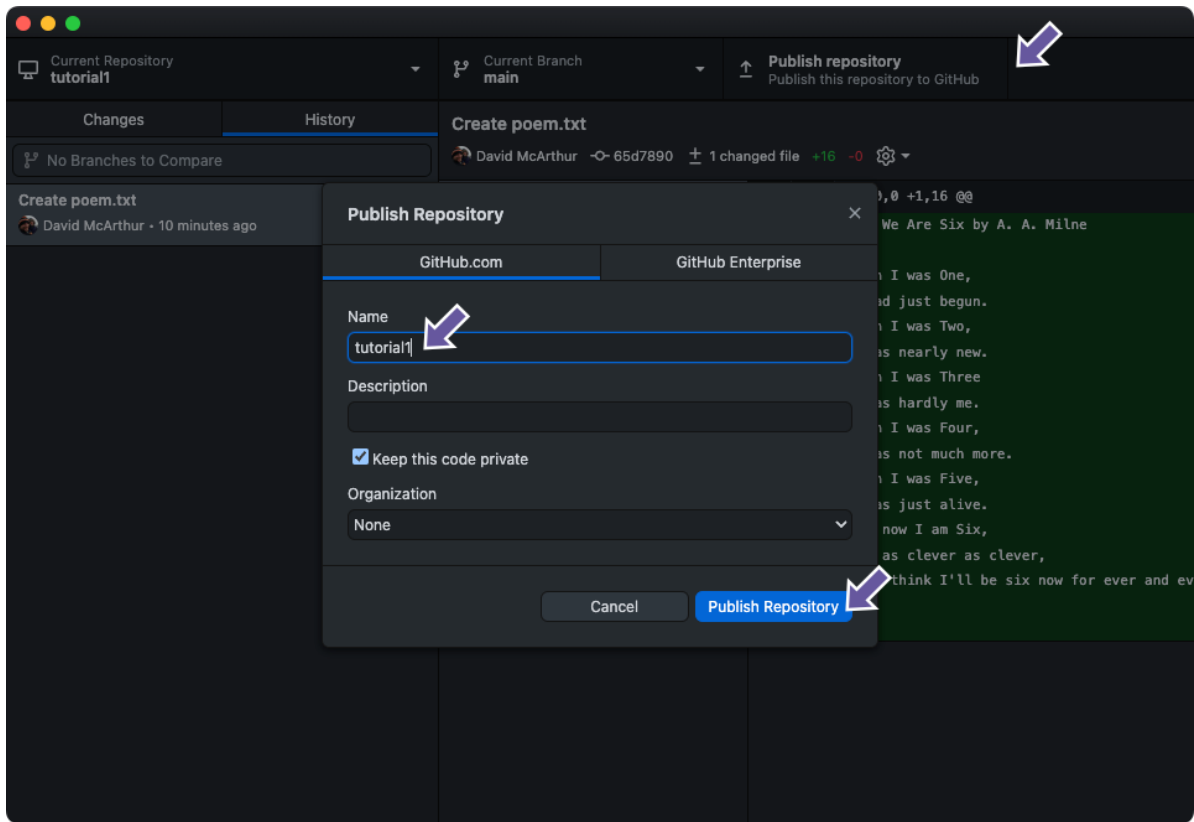 Current Repository
tutorial1
Current Branch
main
Publish repository
Publish this repository to GitHub
Changes
History
No Branches to Compare
Create poem.txt
David McArthur • 10 minutes ago
Create poem.txt
David McArthur 65d7890 1 changed file +16 -0
,0 +1,16 @@
We Are Six by A. A. Milne
I was One,
just begun.
I was Two,
nearly new.
I was Three
hardly me.
I was Four,
not much more.
I was Five,
just alive.
now I am Six,
as clever as clever,
think I'll be six now for ever and ev
Publish Repository
GitHub.com
GitHub Enterprise
Name
tutorial1
Description
Keep this code private
Organization
None
Cancel
Publish Repository